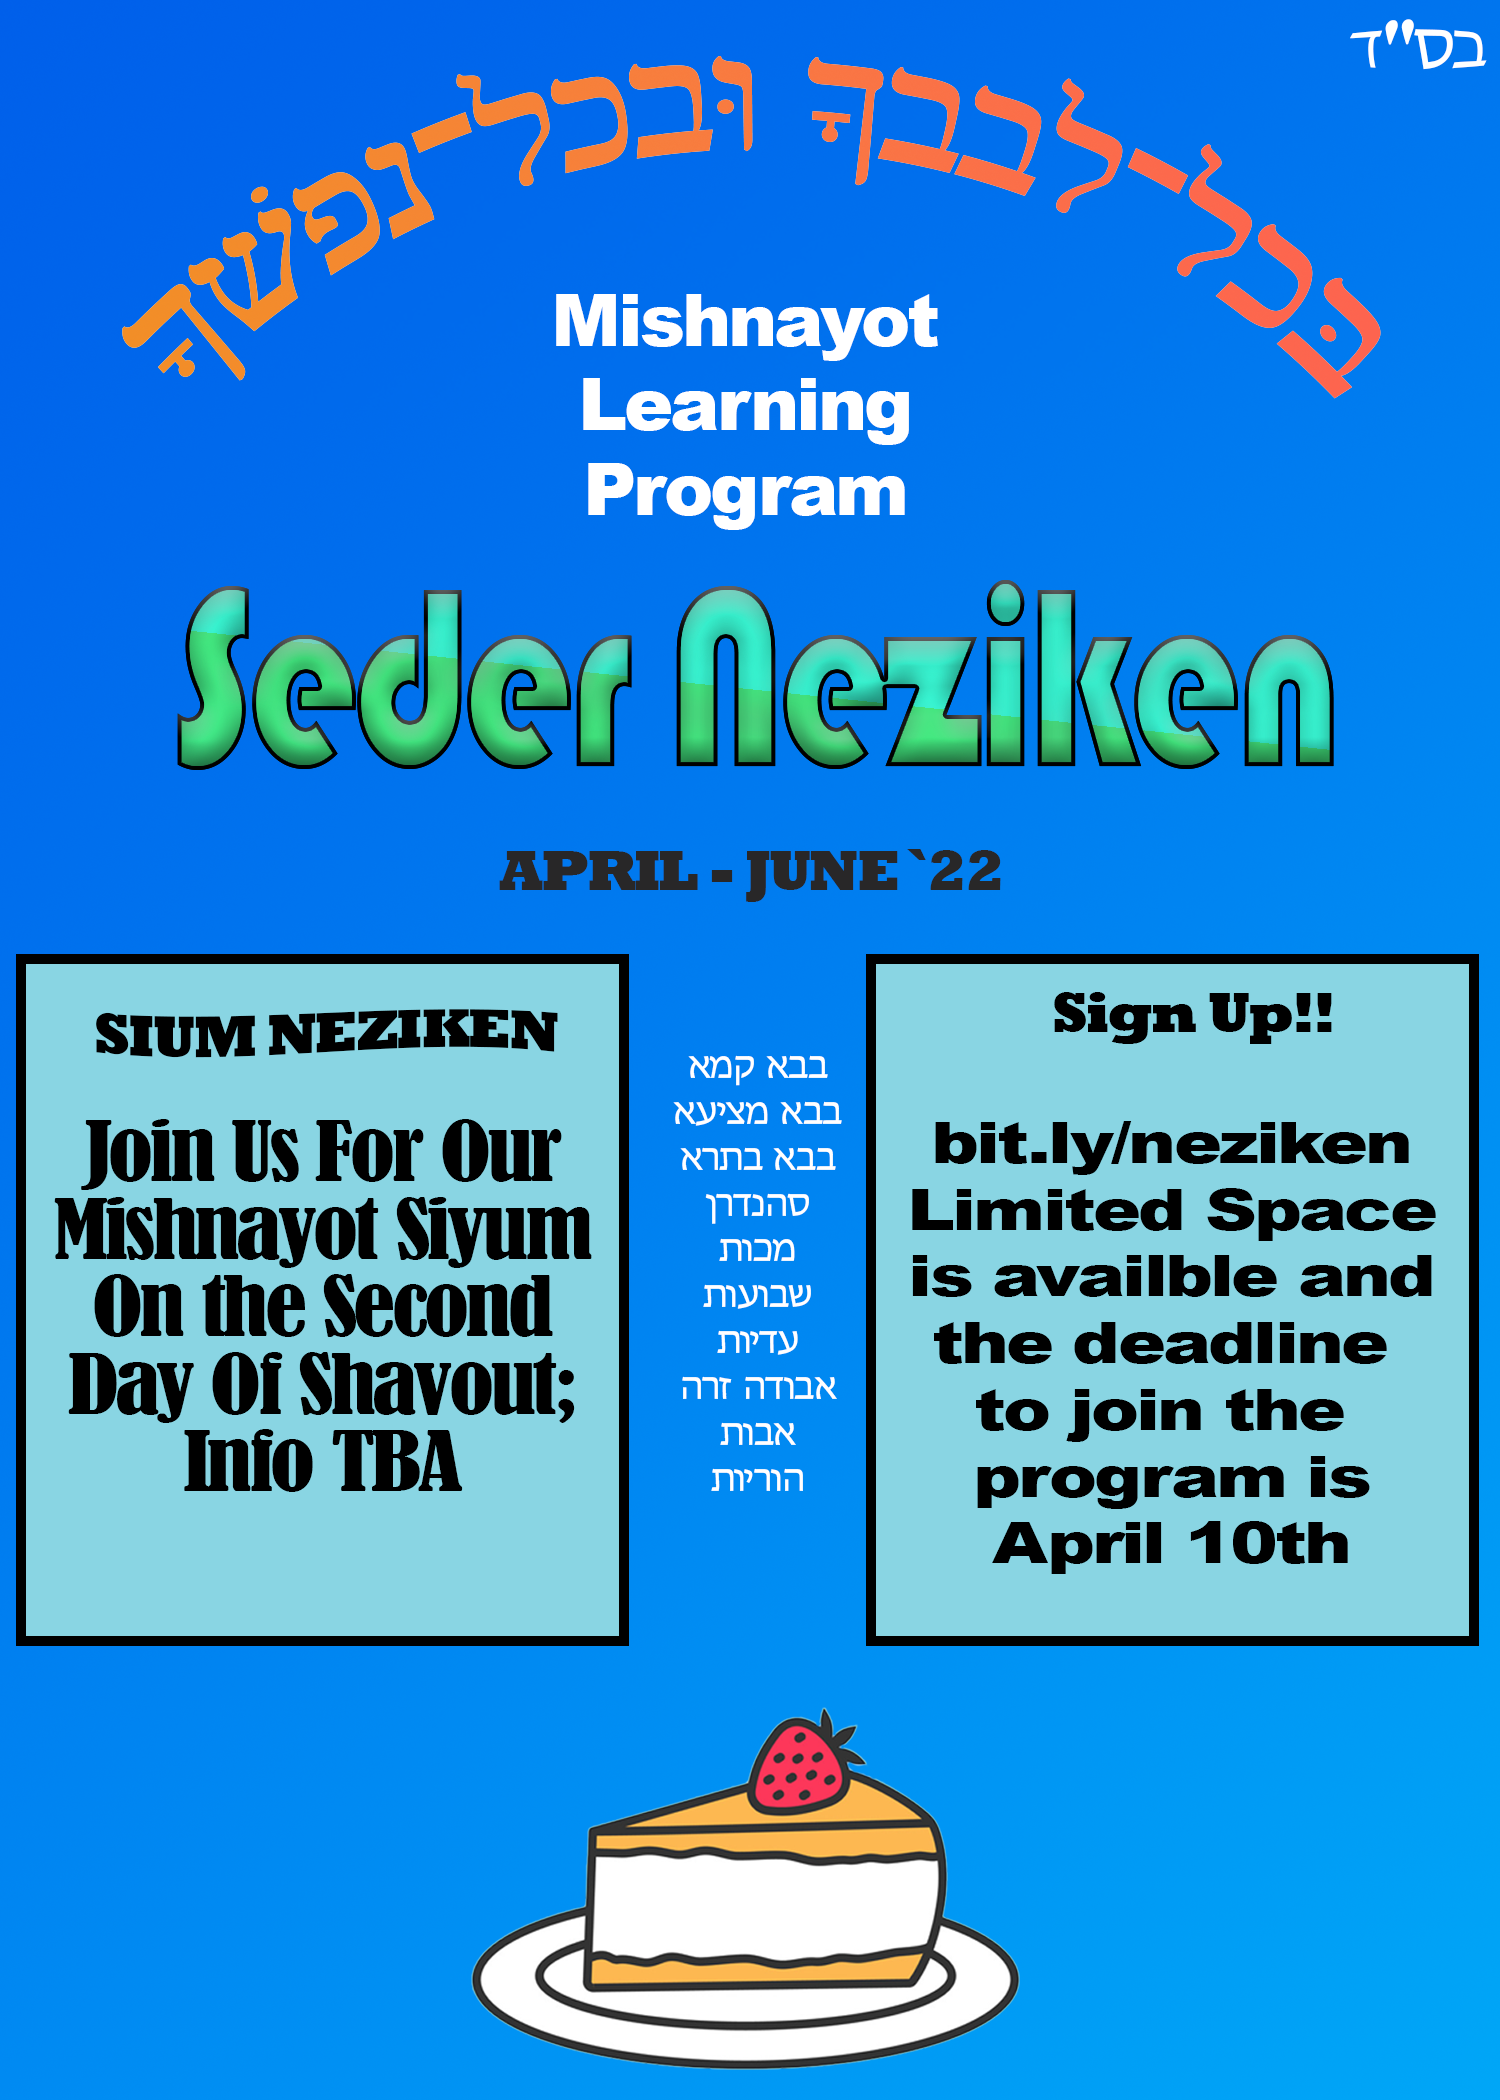 בס"ד
בְּכׇל־לבבךָ וּבכל־נפשׁךָ
Mishnayot
Learning
Program
Seder Neziken
APRIL - JUNE `22
SIUM NEZIKEN
Join Us For Our
Mishnayot Siyum
On the Second
Day Of Shavout;
Info TBA
בבא קמא
בבא מציעא
בבא בתרא
סהנדרן
מכות
שבועות
עדיות
אבודה זרה
אבות
הוריות
Sign Up!!
bit.ly/neziken
Limited Space
is availble and
the deadline
to join the
program is
April 10th